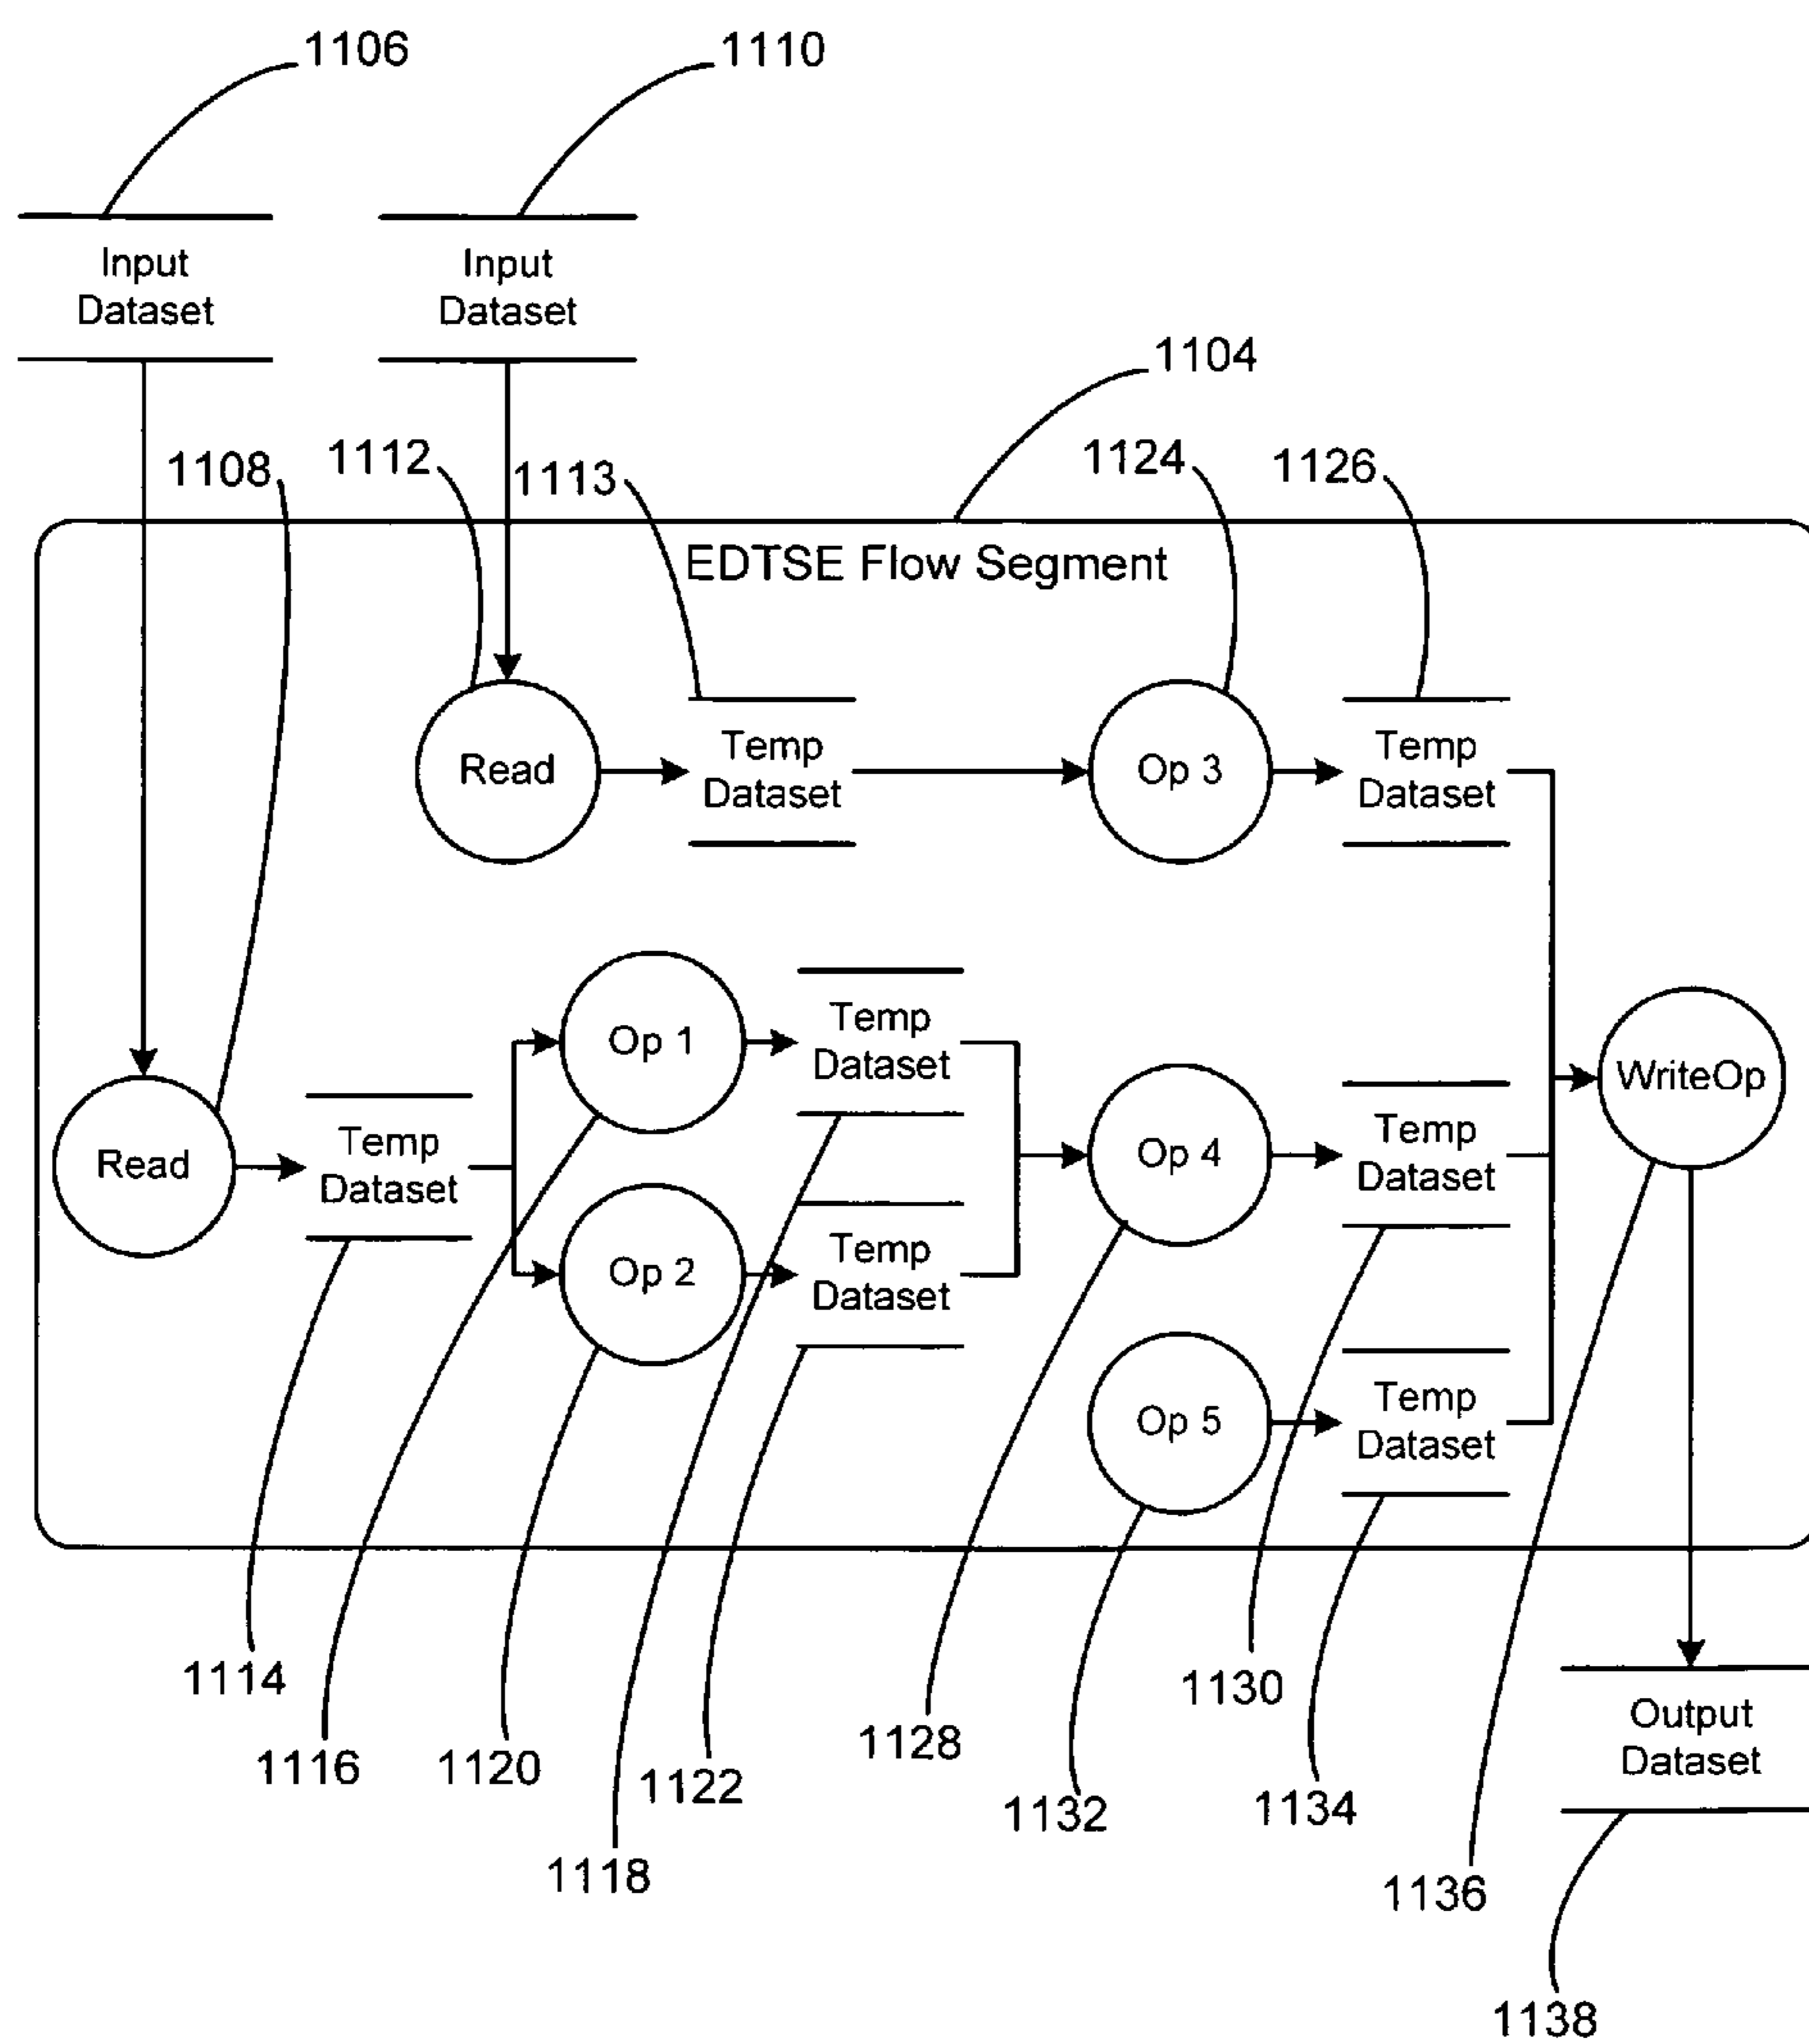 1106
1110
Input
Dataset
Input
Dataset
1104
1108
1112
1113
1124
1126
EDTSE Flow Segment
Read
Temp
Dataset
Op 3
Temp
Dataset
Op 1
Temp
Dataset
WriteOp
Read
Temp
Dataset
Op 4
Temp
Dataset
Op 2
Temp
Dataset
Op 5
Temp
Dataset
1114
1116
1120
1118
1122
1128
1132
1130
1134
1136
Output
Dataset
1138